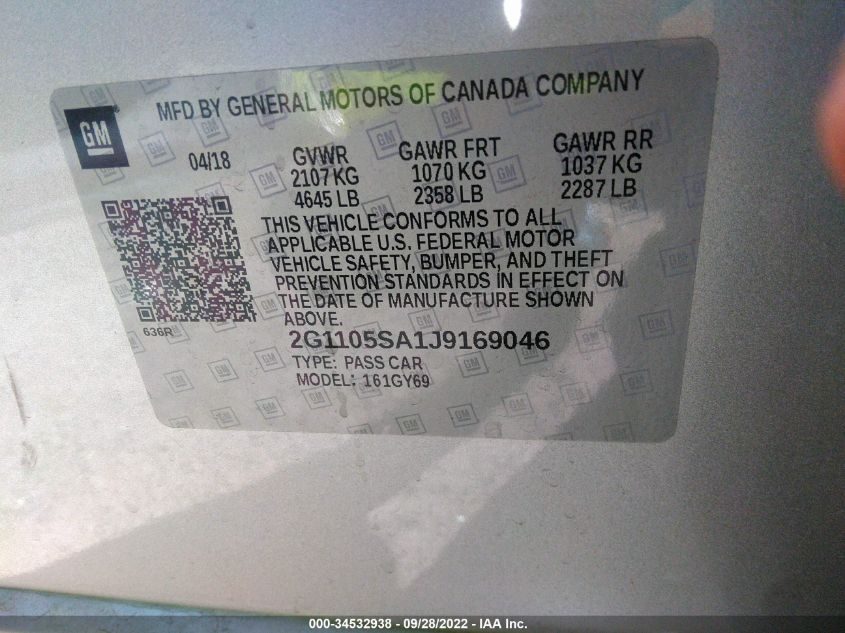 GM
MFD BY GENERAL MOTORS OF CANADA COMPANY
04/18 GVWR GAWR FRT GAWR RR
2107 KG 1070 KG 1037 KG
4645 LB 2358 LB 2287 LB
THIS VEHICLE CONFORMS TO ALL
APPLICABLE U.S. FEDERAL MOTOR
VEHICLE SAFETY, BUMPER, AND THEFT
PREVENTION STANDARDS IN EFFECT ON
THE DATE OF MANUFACTURE SHOWN
ABOVE.
636R
2G1105SA1J9169046
TYPE: PASS CAR
MODEL: 161GY69
000-34532938 - 09/28/2022 - IAA Inc.